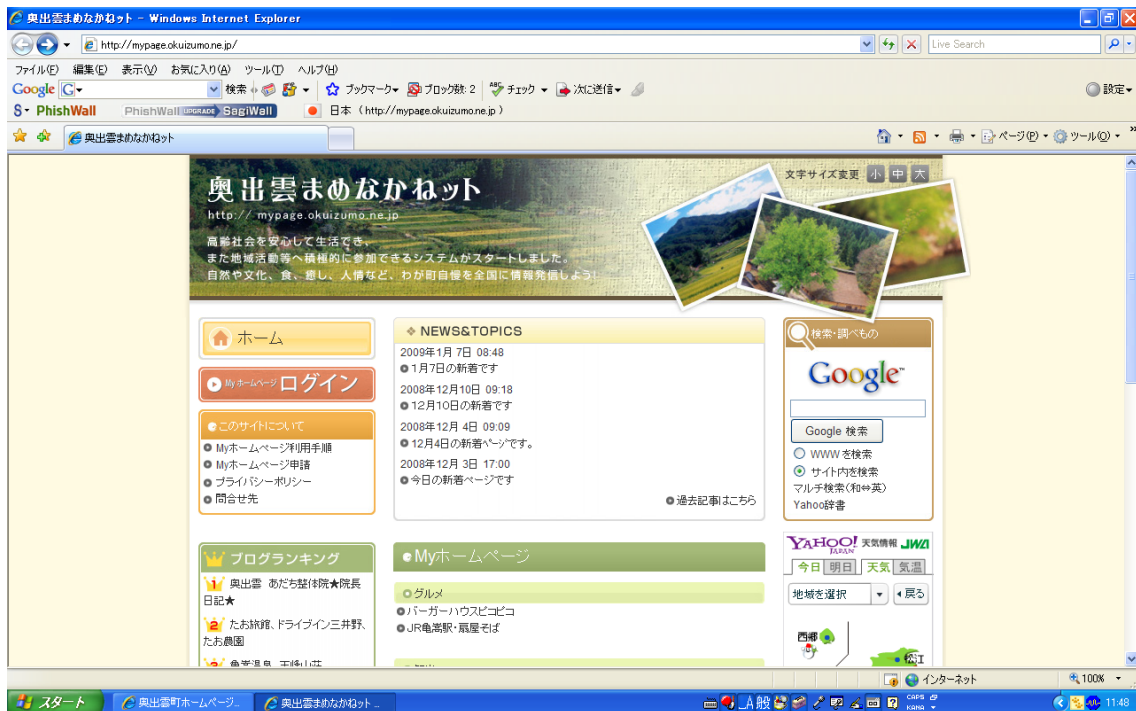 奥出雲まめなかねット - Windows Internet Explorer
http://mypage.okuizumo.ne.jp/
Live Search
ファイル(F) 編集(E) 表示(V) お気に入り(A) ツール(T) ヘルプ(H)
Google G 検索 ブックマーク ブロック数: 2 ABC チェック 次に送信 設定
S PhishWall PhishWall UPGRADE SagiWall 日本 ( http://mypage.okuizumo.ne.jp )
奥出雲まめなかねット
ページ(P) ツール(O) »
奥出雲まめなかねット
http:// mypage.okuizumo.ne.jp
高齢社会を安心して生活でき、
また地域活動等へ積極的に参加できるシステムがスタートしました。
自然や文化、食、癒し、人情など、わが町自慢を全国に情報発信しよう!
文字サイズ変更 小 中 大
ホーム
Myホームページ ログイン
このサイトについて
Myホームページ利用手順
Myホームページ申請
プライバシーポリシー
問合せ先
ブログランキング
1 奥出雲 あだち整体院★院長
日記★
2 たお旅館、ドライブイン三井野、
たお農園
NEWS&TOPICS
2009年1月 7日 08:48
1月7日の新着です
2008年12月10日 09:18
12月10日の新着です
2008年12月 4日 09:09
12月4日の新着ページです。
2008年12月 3日 17:00
今日の新着ページです
過去記事はこちら
Myホームページ
グルメ
バーガーハウスピコピコ
JR亀嵩駅・扇屋そば
検索・調べもの
Google™
Google 検索
WWW を検索
サイト内を検索
マルチ検索(和⇔英)
Yahoo辞書
YAHOO! JAPAN 天気情報 JWA
今日 明日 天気 気温
地域を選択 戻る
西郷
松江
インターネット 100%
スタート 奥出雲町ホームページ... 奥出雲まめなかねット ... A 般 CAPS KANA 11:48